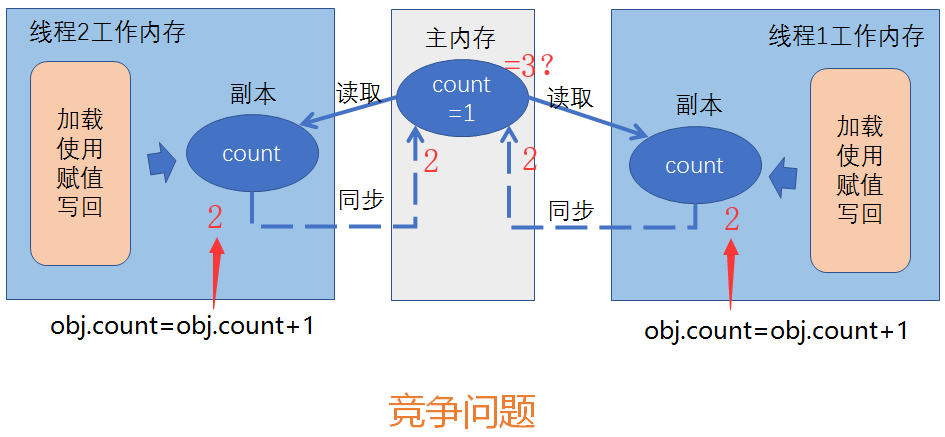 线程2工作内存
加载
使用
赋值
写回
副本
count
2
obj.count=obj.count+1
读取
同步
主内存
=3?
count
=1
2
2
读取
同步
线程1工作内存
副本
count
2
加载
使用
赋值
写回
obj.count=obj.count+1
竞争问题